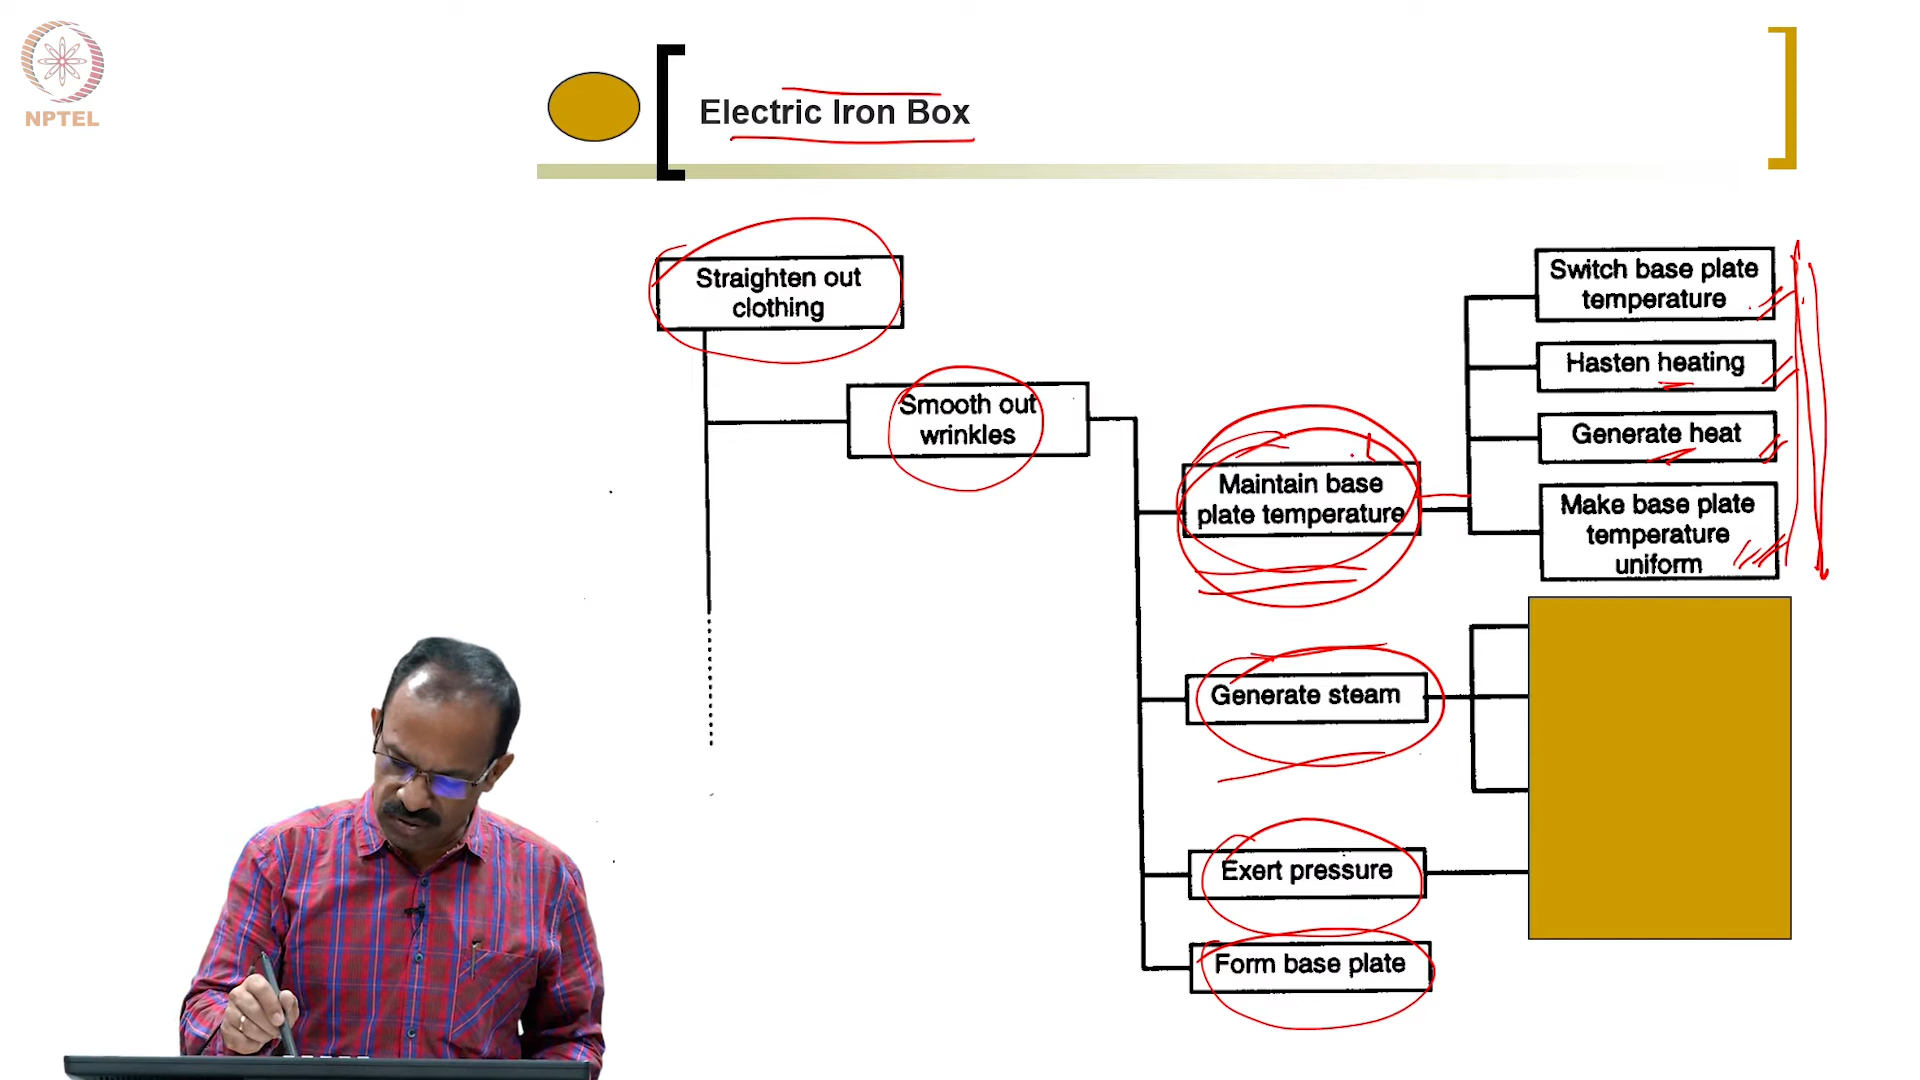 NPTEL
Electric Iron Box
Straighten out
clothing
Smooth out
wrinkles
Maintain base
plate temperature
Switch base plate
temperature
Hasten heating
Generate heat
Make base plate
temperature
uniform
Generate steam
Exert pressure
Form base plate